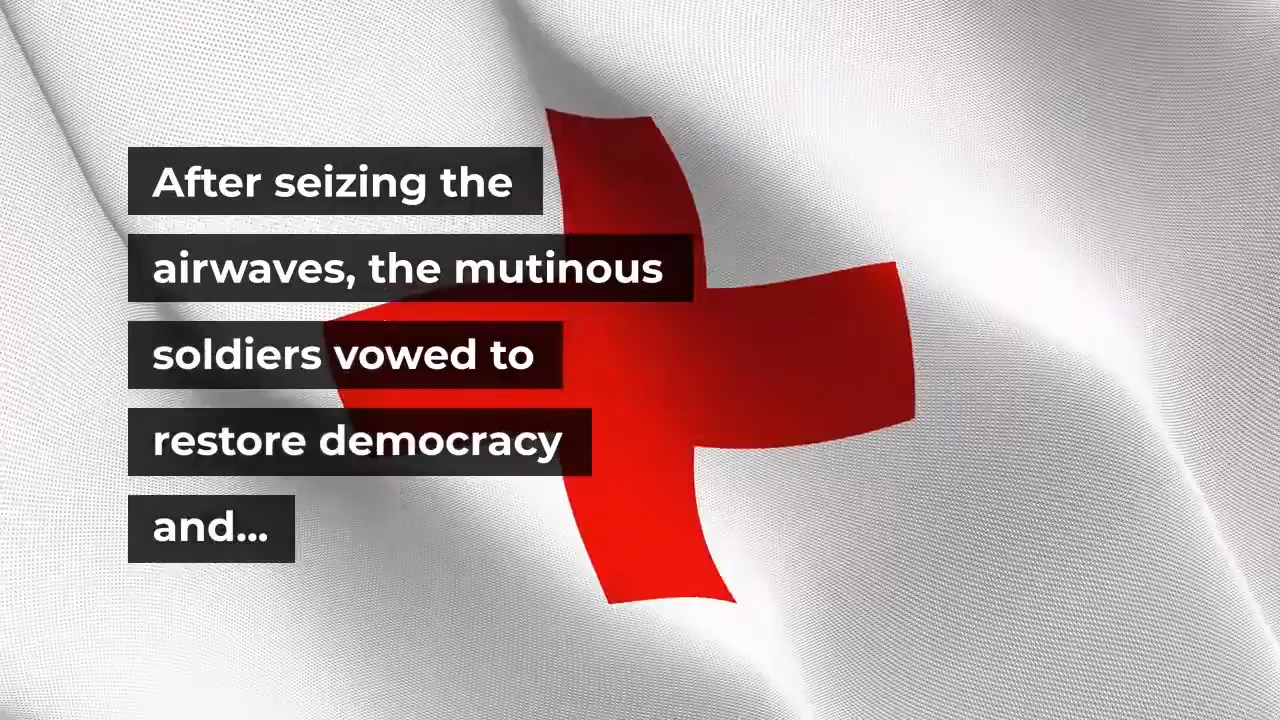 After seizing the
airwaves, the mutinous
soldiers vowed to
restore democracy
and...